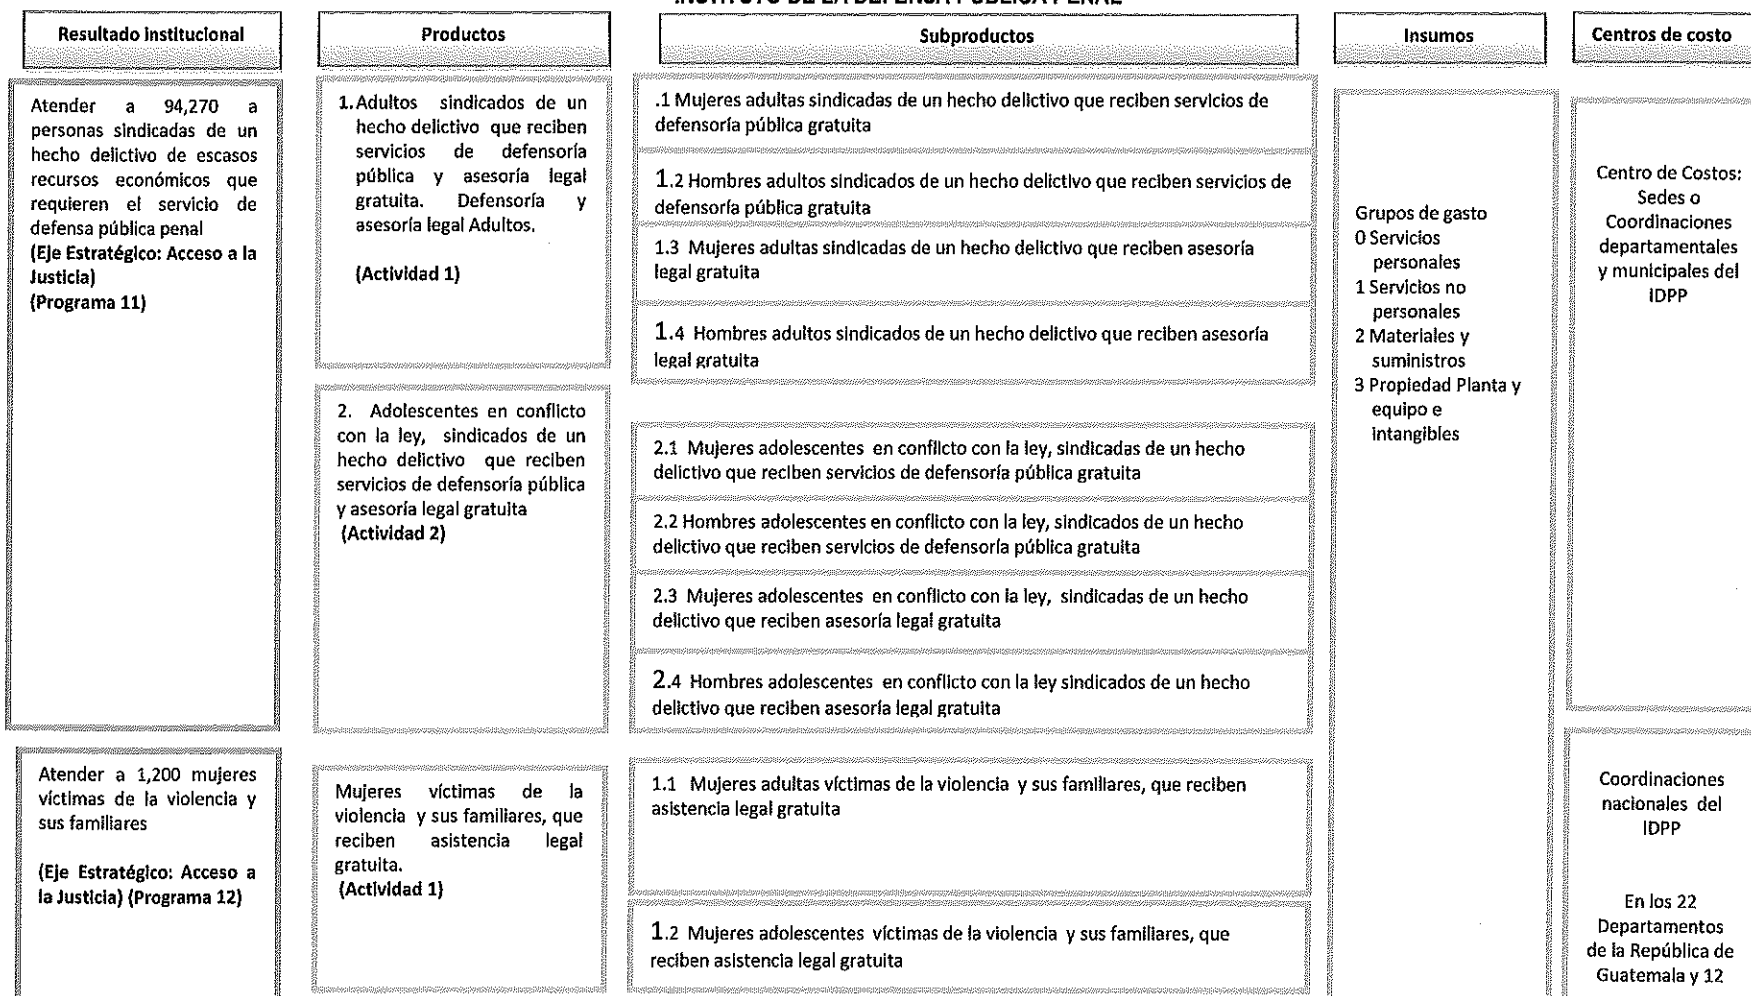 INSTITUTO DE LA DEFENSA PÚBLICA PENAL
Resultado institucional
Productos
Subproductos
Insumos
Centros de costo
Atender a 94,270 a
personas sindicadas de un
hecho delictivo de escasos
recursos económicos que
requieren el servicio de
defensa pública penal
(Eje Estratégico: Acceso a la
Justicia)
(Programa 11)
1. Adultos sindicados de un
hecho delictivo que reciben
servicios de defensoría
pública y asesoría legal
gratuita. Defensoría y
asesoría legal Adultos.
(Actividad 1)
.1 Mujeres adultas sindicadas de un hecho delictivo que reciben servicios de
defensoría pública gratuita
1.2 Hombres adultos sindicados de un hecho delictivo que reciben servicios de
defensoría pública gratuita
1.3 Mujeres adultas sindicadas de un hecho delictivo que reciben asesoría
legal gratuita
1.4 Hombres adultos sindicados de un hecho delictivo que reciben asesoría
legal gratuita
2. Adolescentes en conflicto
con la ley, sindicados de un
hecho delictivo que reciben
servicios de defensoría pública
y asesoría legal gratuita
(Actividad 2)
2.1 Mujeres adolescentes en conflicto con la ley, sindicadas de un hecho
delictivo que reciben servicios de defensoría pública gratuita
2.2 Hombres adolescentes en conflicto con la ley, sindicados de un hecho
delictivo que reciben servicios de defensoría pública gratuita
2.3 Mujeres adolescentes en conflicto con la ley, sindicadas de un hecho
delictivo que reciben asesoría legal gratuita
2.4 Hombres adolescentes en conflicto con la ley sindicados de un hecho
delictivo que reciben asesoría legal gratuita
Grupos de gasto
0 Servicios
personales
1 Servicios no
personales
2 Materiales y
suministros
3 Propiedad Planta y
equipo e
intangibles
Centro de Costos:
Sedes o
Coordinaciones
departamentales
y municipales del
IDPP
Atender a 1,200 mujeres
víctimas de la violencia y
sus familiares
(Eje Estratégico: Acceso a
la Justicia) (Programa 12)
Mujeres víctimas de la
violencia y sus familiares, que
reciben asistencia legal
gratuita.
(Actividad 1)
1.1 Mujeres adultas víctimas de la violencia y sus familiares, que reciben
asistencia legal gratuita
1.2 Mujeres adolescentes víctimas de la violencia y sus familiares, que
reciben asistencia legal gratuita
Coordinaciones
nacionales del
IDPP
En los 22
Departamentos
de la República de
Guatemala y 12